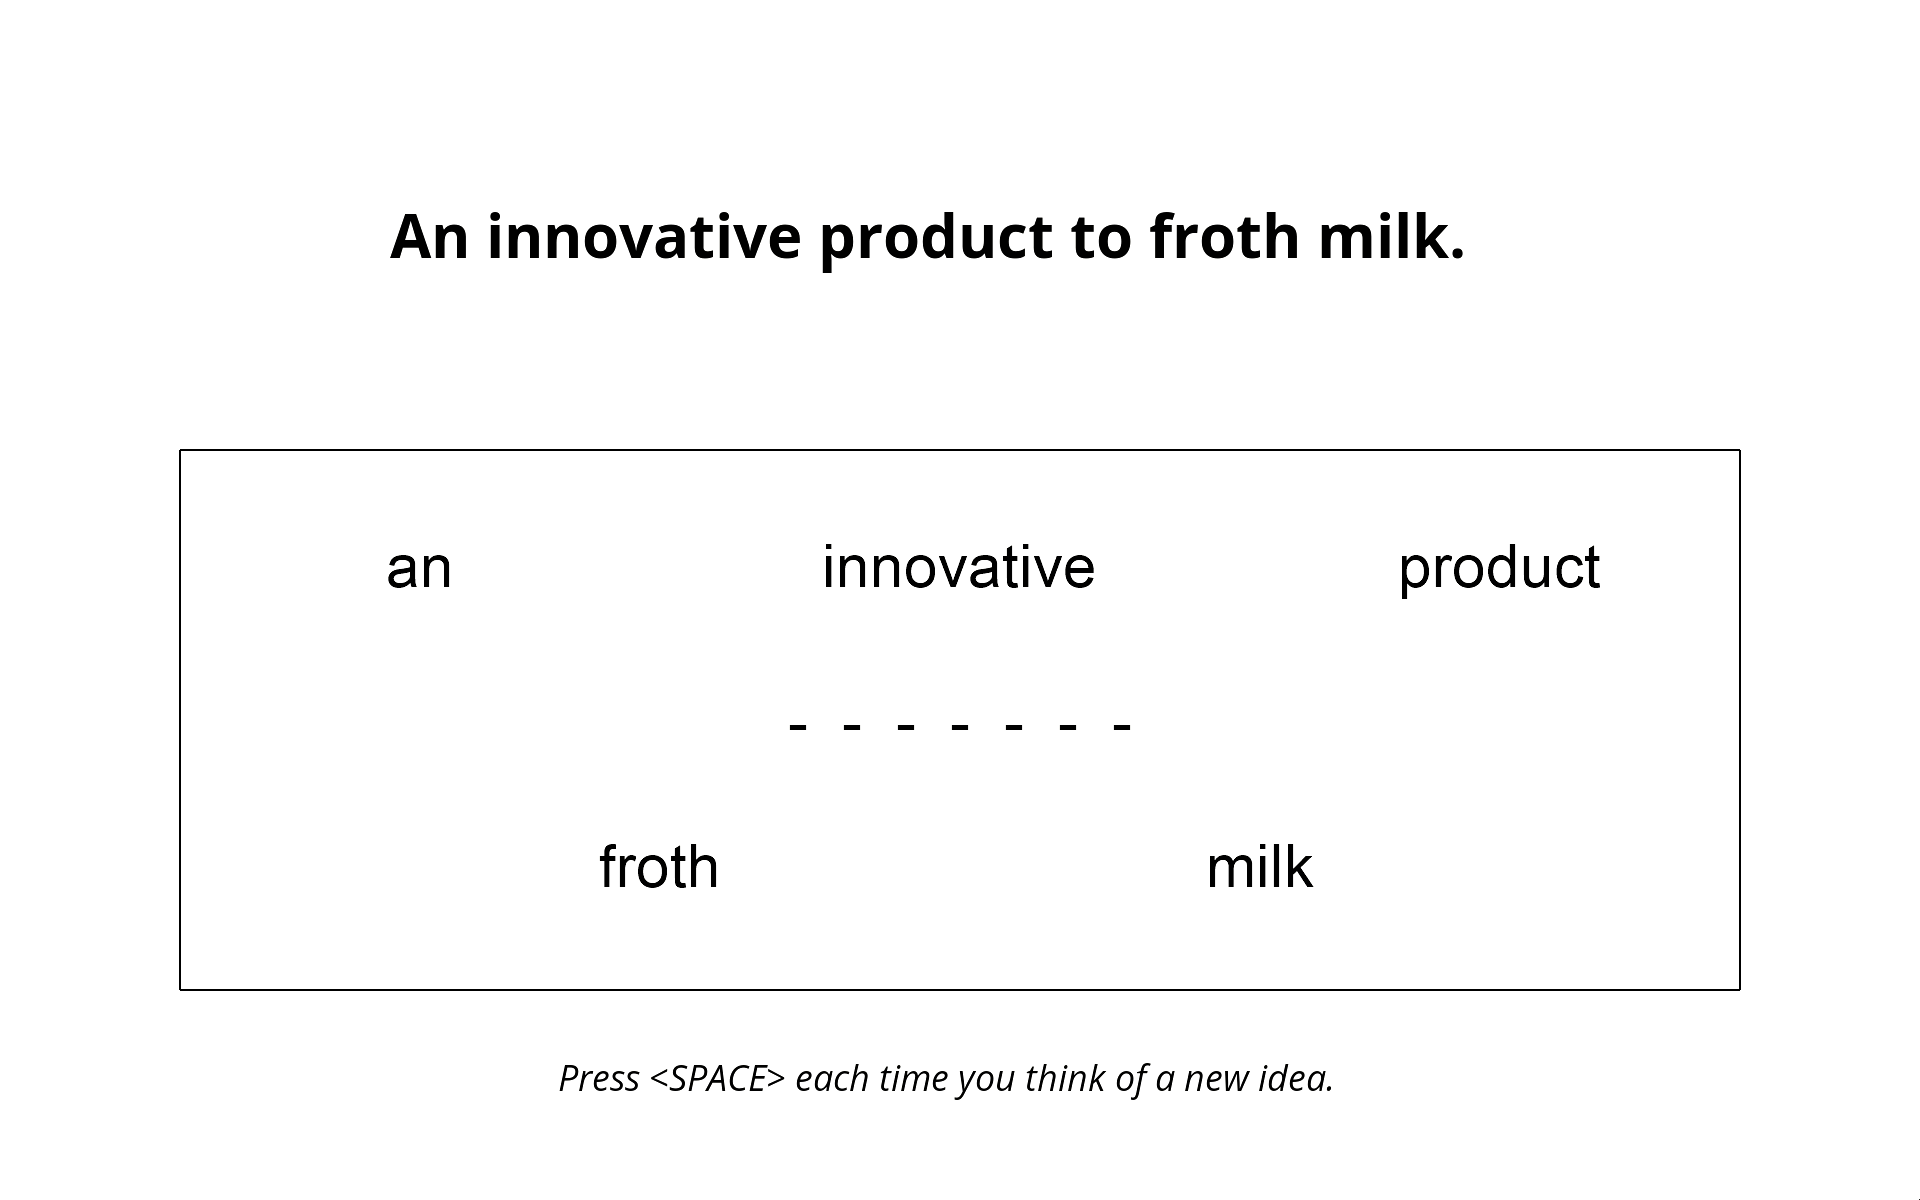 An innovative product to froth milk.
an innovative product
- - - - - - -
froth milk
Press <SPACE> each time you think of a new idea.